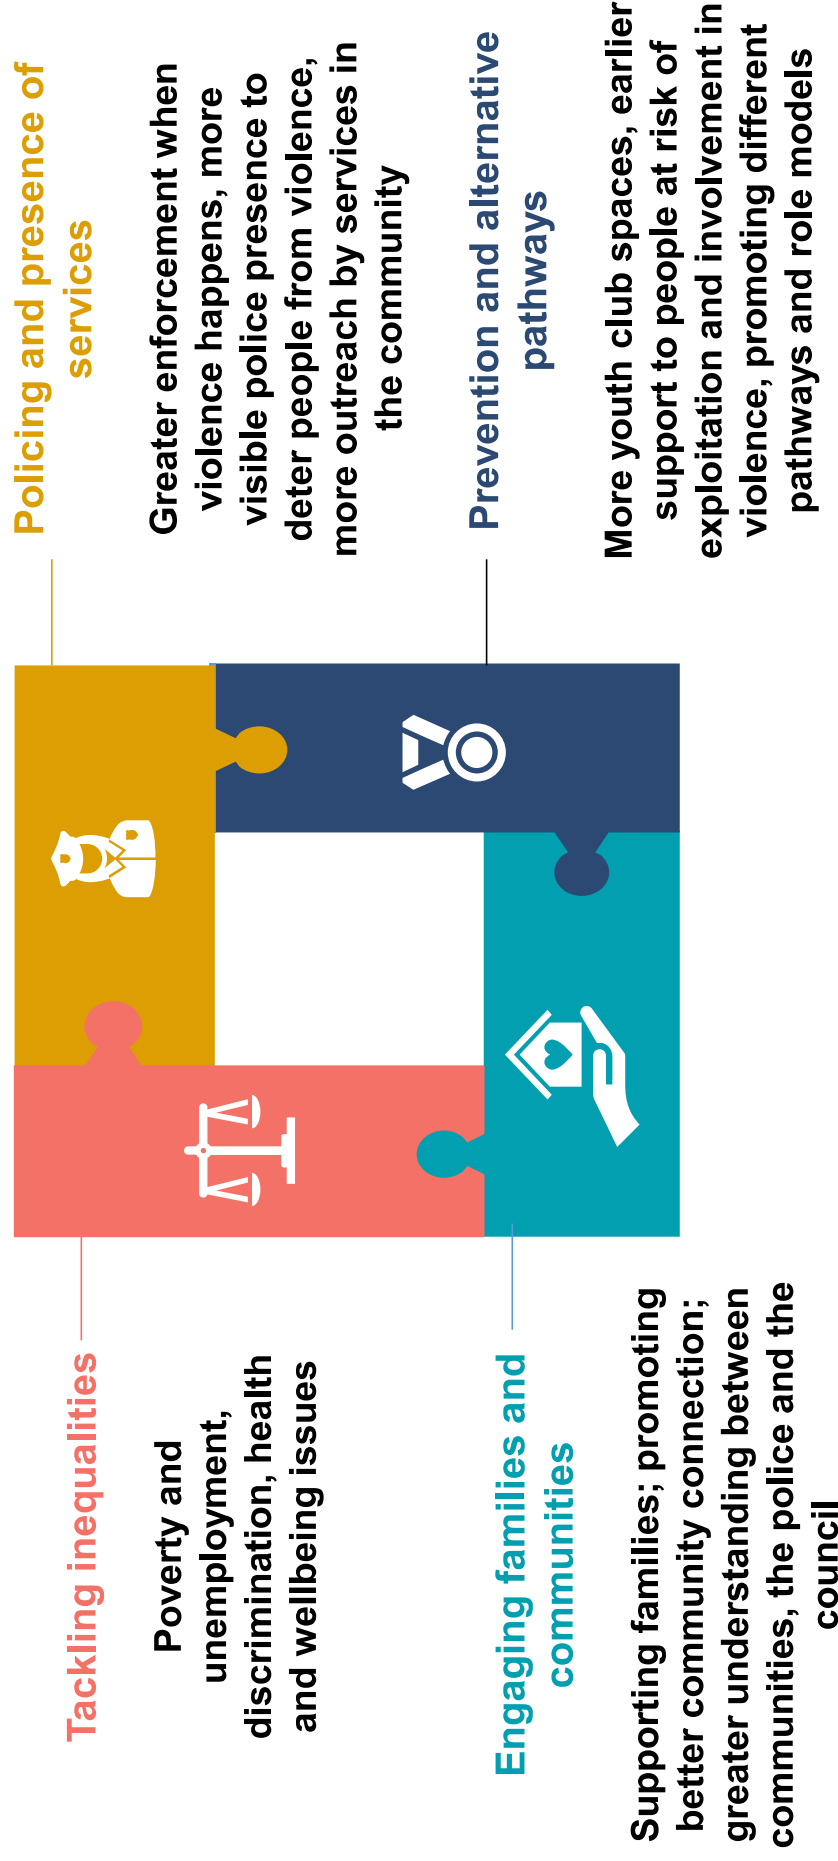 Tackling inequalities
Poverty and
unemployment,
discrimination, health
and wellbeing issues
Policing and presence of
services
Greater enforcement when
violence happens, more
visible police presence to
deter people from violence,
more outreach by services in
the community
Engaging families and
communities
Supporting families; promoting
better community connection;
greater understanding between
communities, the police and the
council
Prevention and alternative
pathways
More youth club spaces, earlier
support to people at risk of
exploitation and involvement in
violence, promoting different
pathways and role models